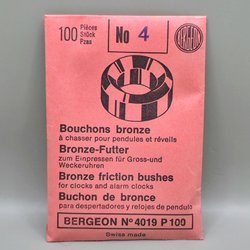 100 Pièces
Stück
Pzas
No 4
BERGEON
Bouchons bronze
à chasser pour pendules et réveils
Bronze-Futter
zum Einpressen für Gross-und
Weckeruhren
Bronze friction bushes
for clocks and alarm clocks
Buchon de bronce
para despertadores y relojes de pendulo
BERGEON Nº 4019 P 100
Swiss made